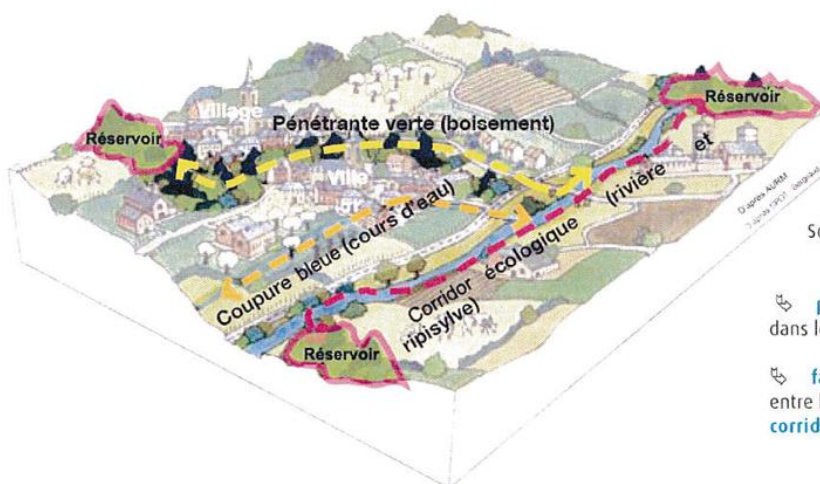 Réservoir
Village
Réservoir
Pénétrante verte (boisement)
Ville
Coupure bleue (cours d'eau)
Corridor écologique (rivière et
ripisylve)
Réservoir
D'après AURM
dans l
entre
corrid